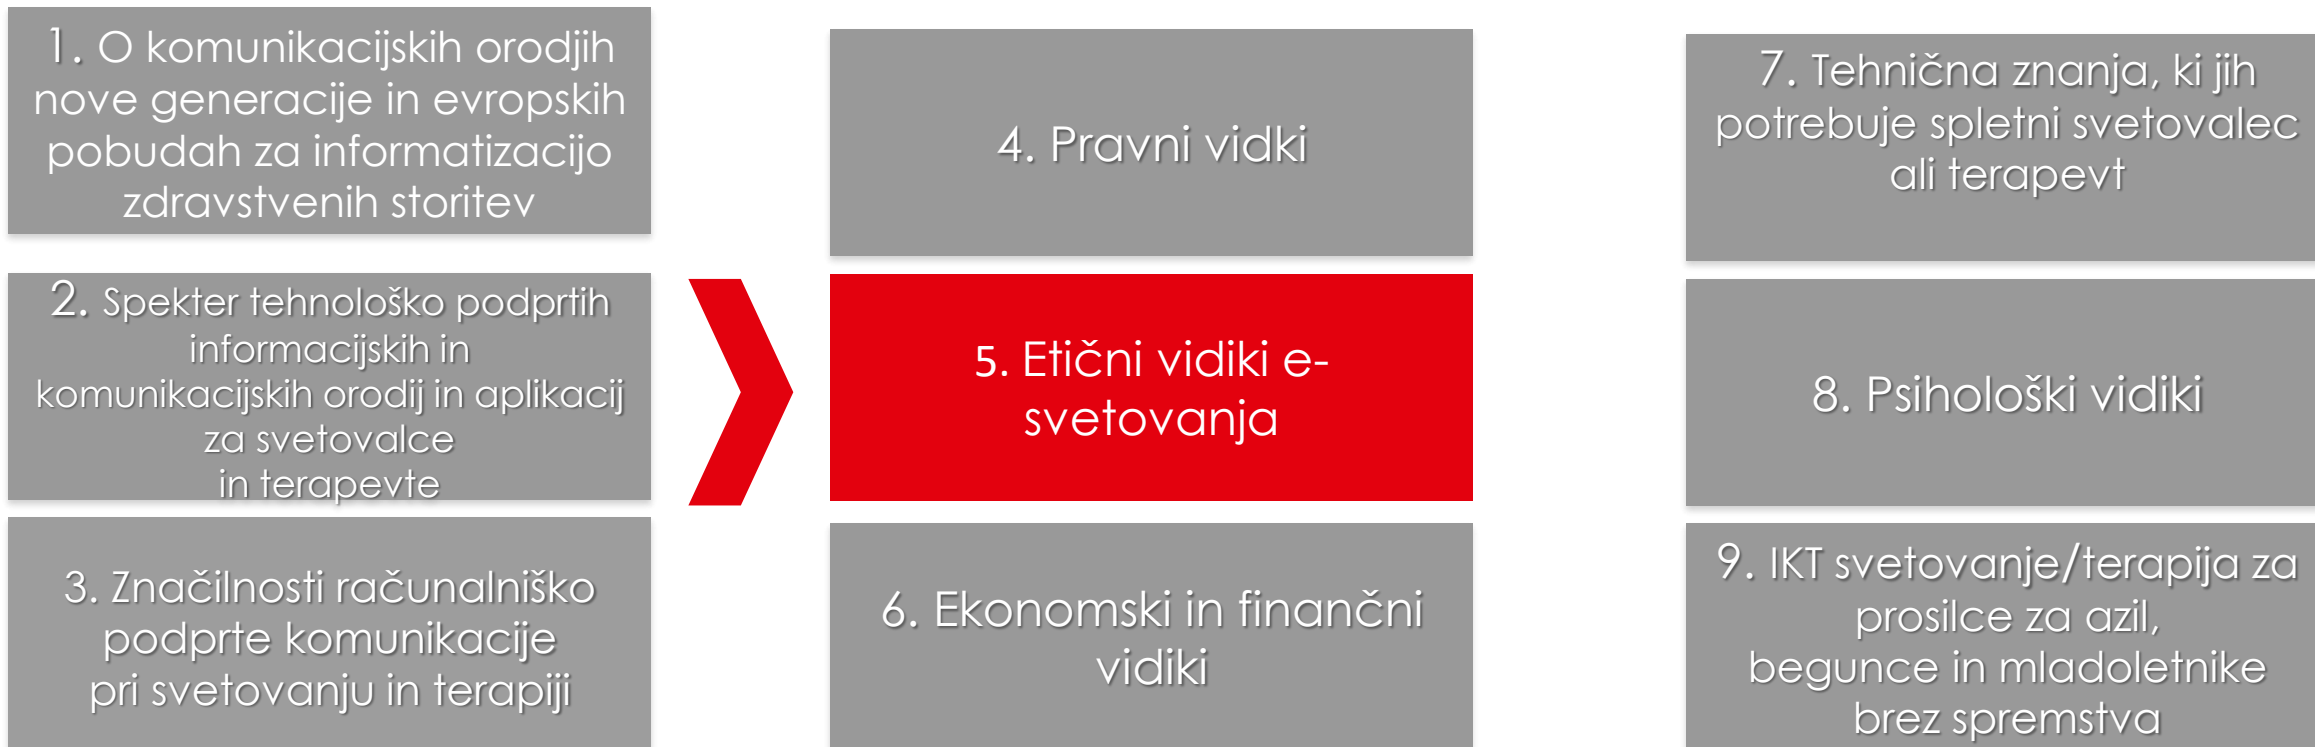 1. O komunikacijskih orodjih
nove generacije in evropskih
pobudah za informatizacijo
zdravstvenih storitev
2. Spekter tehnološko podprtih
informacijskih in
komunikacijskih orodij in aplikacij
za svetovalce
in terapevte
3. Značilnosti računalniško
podprte komunikacije
pri svetovanju in terapiji
4. Pravni vidki
5. Etični vidiki e-
svetovanja
6. Ekonomski in finančni
vidiki
7. Tehnična znanja, ki jih
potrebuje spletni svetovalec
ali terapevt
8. Psihološki vidiki
9. IKT svetovanje/terapija za
prosilce za azil,
begunce in mladoletnike
brez spremstva